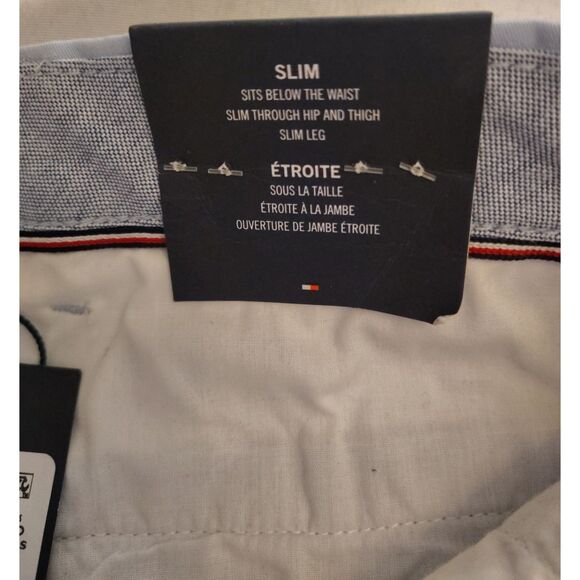 SLIM
SITS BELOW THE WAIST
SLIM THROUGH HIP AND THIGH
SLIM LEG
ÉTROITE
SOUS LA TAILLE
ÉTROITE À LA JAMBE
OUVERTURE DE JAMBE ÉTROITE